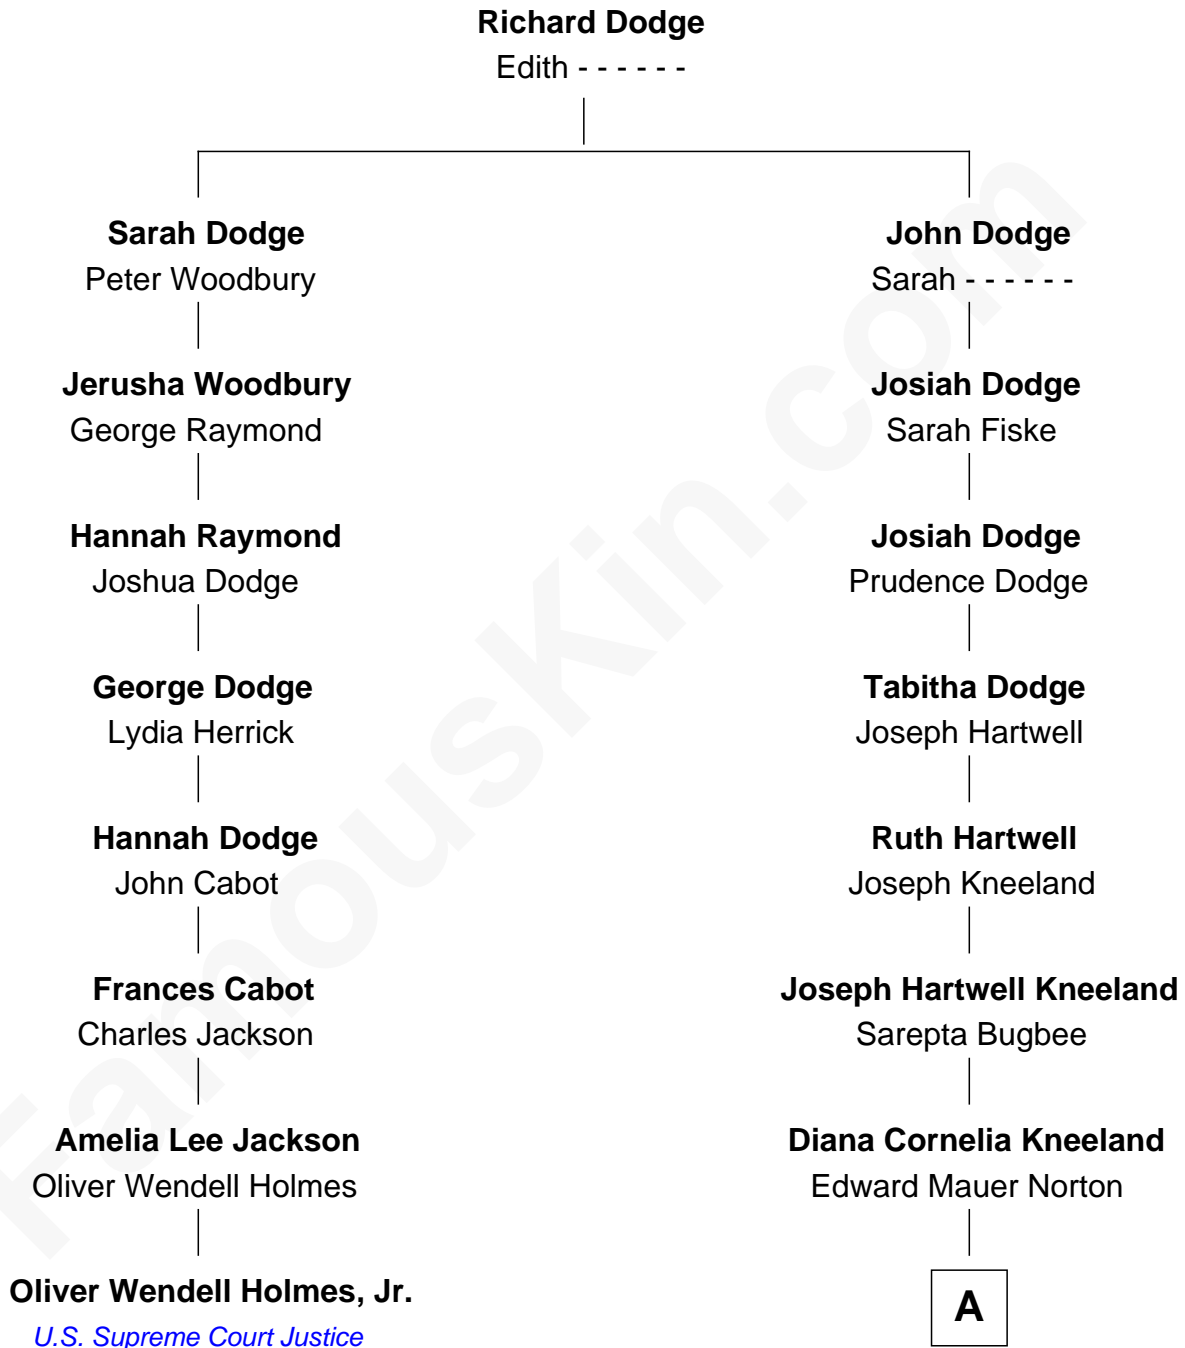 Richard Dodge
Edith - - - - - -
Sarah Dodge
Peter Woodbury
Jerusha Woodbury
George Raymond
Hannah Raymond
Joshua Dodge
George Dodge
Lydia Herrick
Hannah Dodge
John Cabot
Frances Cabot
Charles Jackson
Amelia Lee Jackson
Oliver Wendell Holmes
Oliver Wendell Holmes, Jr.
U.S. Supreme Court Justice
John Dodge
Sarah - - - - - -
Josiah Dodge
Sarah Fiske
Josiah Dodge
Prudence Dodge
Tabitha Dodge
Joseph Hartwell
Ruth Hartwell
Joseph Kneeland
Joseph Hartwell Kneeland
Sarepta Bugbee
Diana Cornelia Kneeland
Edward Mauer Norton
A
FamousKin.com